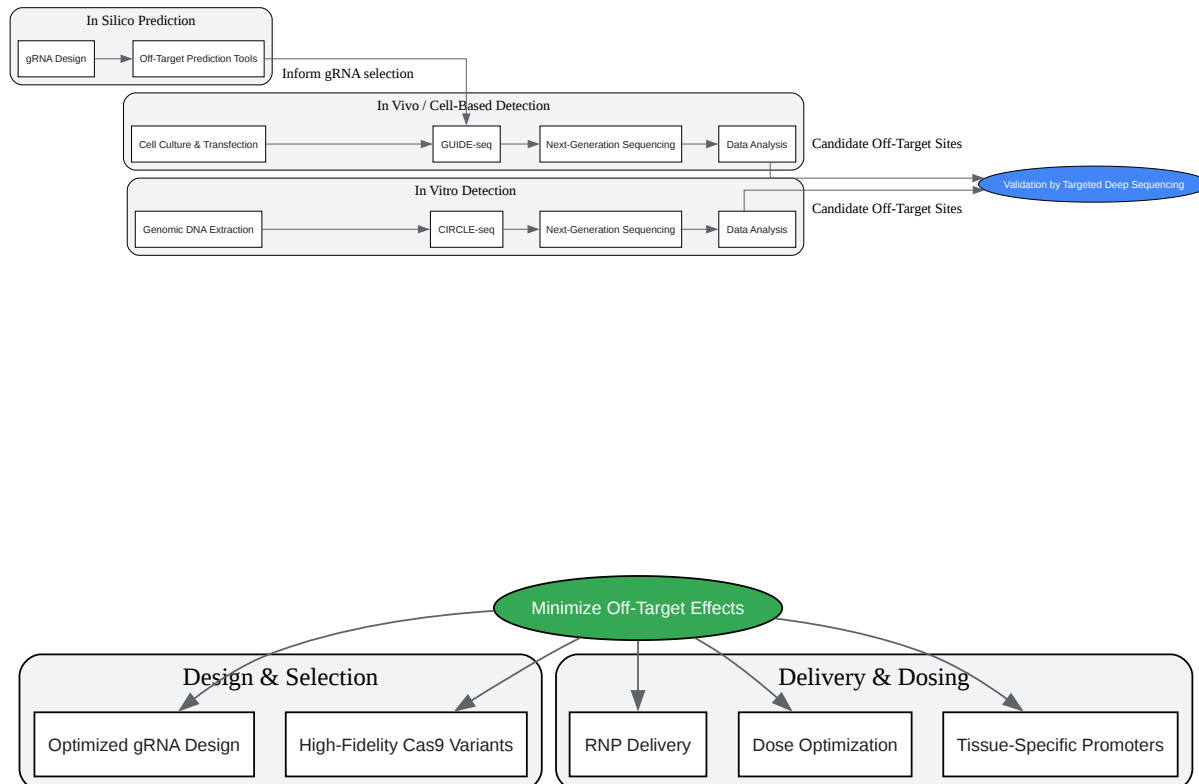 In Silico Prediction
gRNA Design
Off-Target Prediction Tools
Inform gRNA selection
In Vivo / Cell-Based Detection
Cell Culture & Transfection
GUIDE-seq
Next-Generation Sequencing
Data Analysis
Candidate Off-Target Sites
Validation by Targeted Deep Sequencing
In Vitro Detection
Candidate Off-Target Sites
Genomic DNA Extraction
CIRCLE-seq
Next-Generation Sequencing
Data Analysis
Minimize Off-Target Effects
Design & Selection
Delivery & Dosing
Optimized gRNA Design
High-Fidelity Cas9 Variants
RNP Delivery
Dose Optimization
Tissue-Specific Promoters